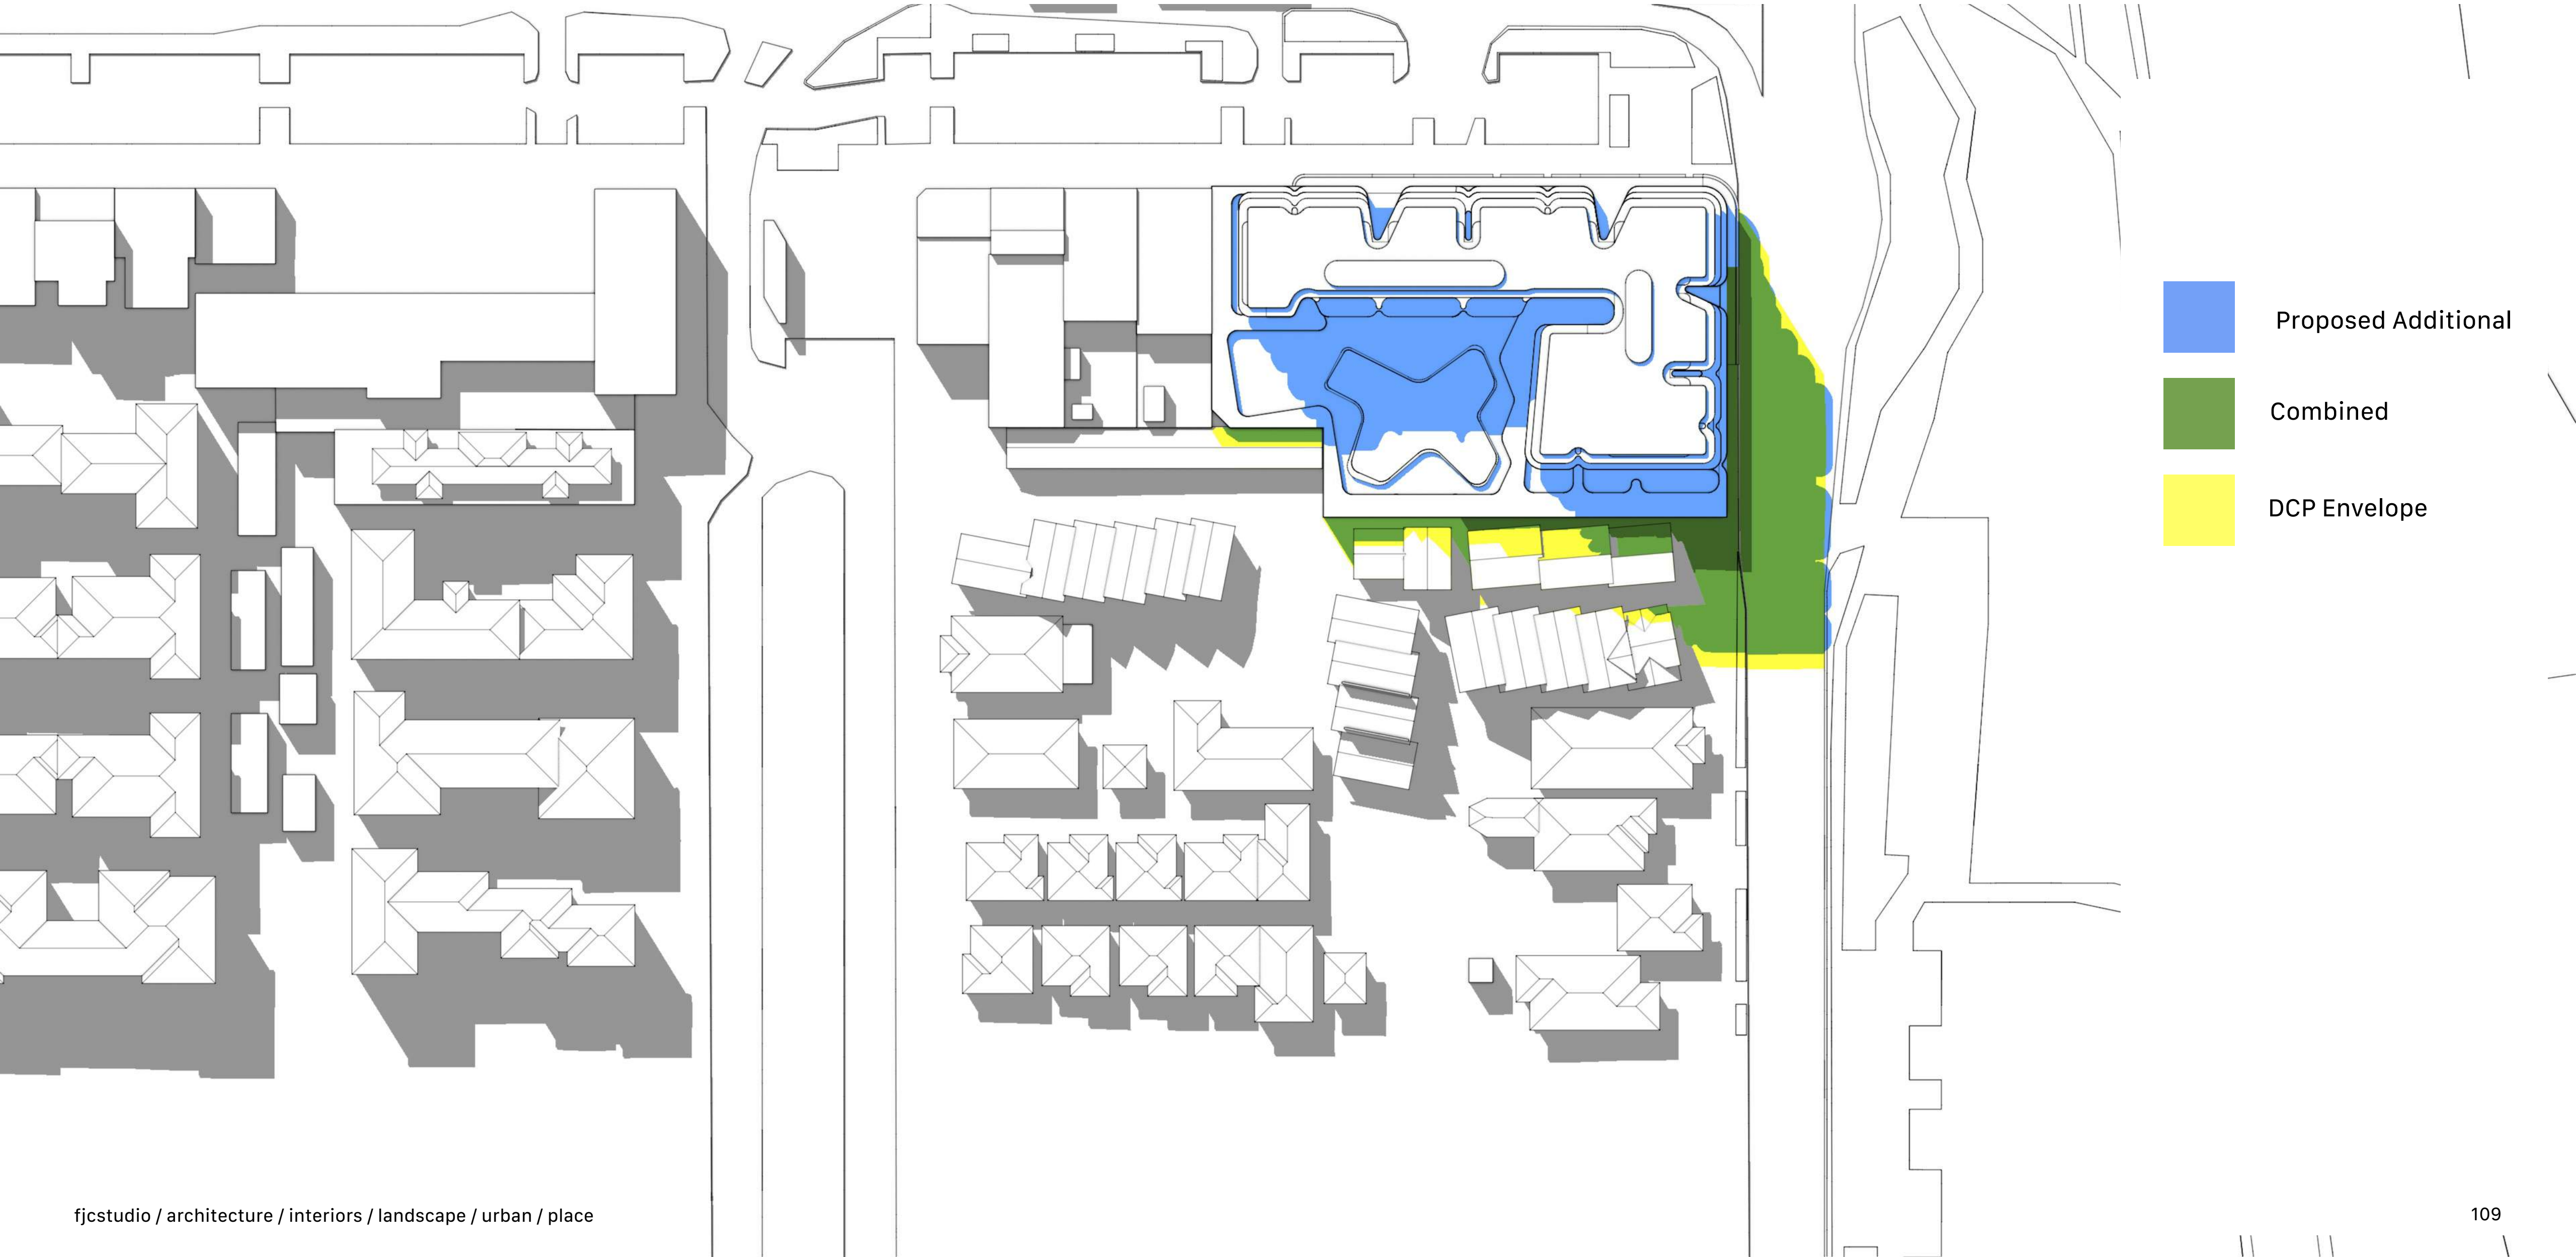 Proposed Additional
Combined
DCP Envelope
fjcstudio / architecture / interiors / landscape / urban / place
109